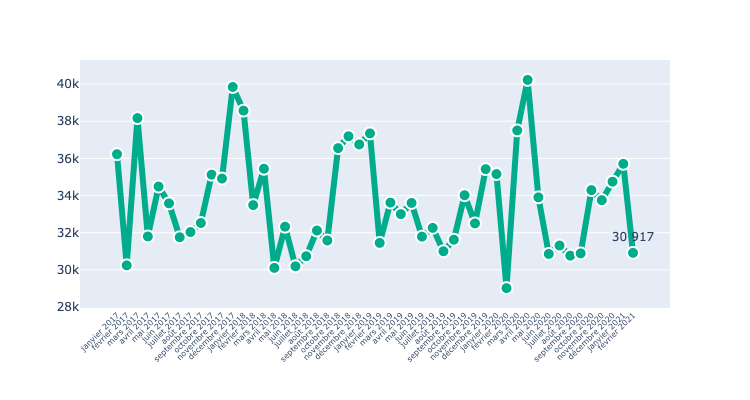 40k
38k
36k
34k
32k
30k
28k
30 917
janvier 2017
février 2017
mars 2017
avril 2017
mai 2017
juin 2017
juillet 2017
août 2017
septembre 2017
octobre 2017
novembre 2017
décembre 2017
janvier 2018
février 2018
mars 2018
avril 2018
mai 2018
juin 2018
juillet 2018
août 2018
septembre 2018
octobre 2018
novembre 2018
décembre 2018
janvier 2019
février 2019
mars 2019
avril 2019
mai 2019
juin 2019
juillet 2019
août 2019
septembre 2019
octobre 2019
novembre 2019
décembre 2019
janvier 2020
février 2020
mars 2020
avril 2020
mai 2020
juin 2020
juillet 2020
août 2020
septembre 2020
octobre 2020
novembre 2020
décembre 2020
janvier 2021
février 2021